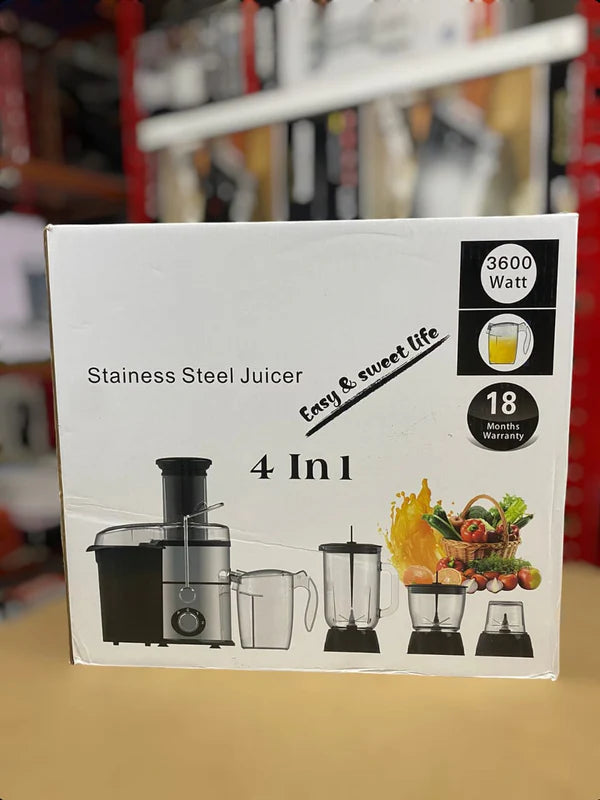 3600
Watt
Stainess Steel Juicer
Easy & sweet life
18
Months
Warranty
4 In 1